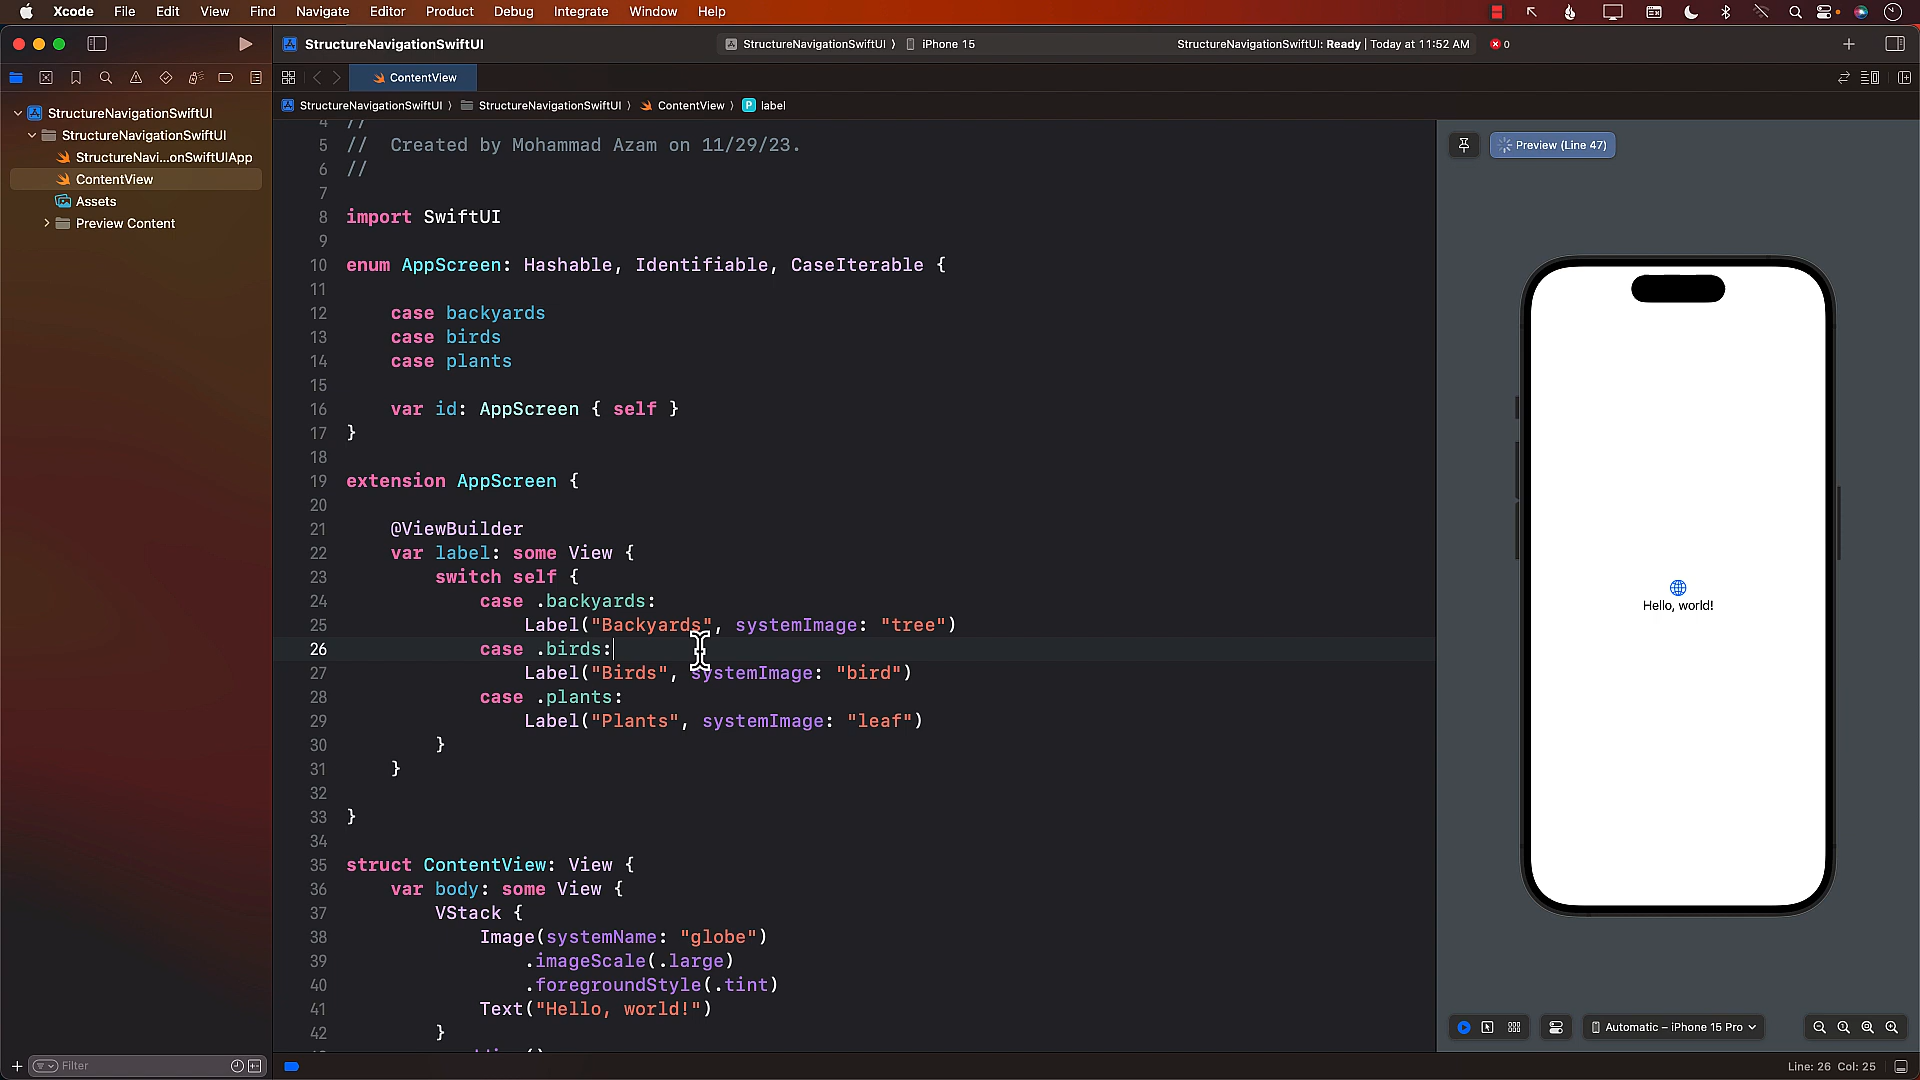 Xcode File Edit View Find Navigate Editor Product Debug Integrate Window Help
StructureNavigationSwiftUI
StructureNavigationSwiftUI ⟩ iPhone 15
StructureNavigationSwiftUI: Ready | Today at 11:52 AM
0
ContentView
StructureNavigationSwiftUI ⟩ StructureNavigationSwiftUI ⟩ ContentView ⟩ P label
StructureNavigationSwiftUI
StructureNavigationSwiftUI
StructureNavi...onSwiftUIApp
ContentView
Assets
Preview Content
4 //
5 //  Created by Mohammad Azam on 11/29/23.
6 //
7
8 import SwiftUI
9
10 enum AppScreen: Hashable, Identifiable, CaseIterable {
11
12     case backyards
13     case birds
14     case plants
15
16     var id: AppScreen { self }
17 }
18
19 extension AppScreen {
20
21     @ViewBuilder
22     var label: some View {
23         switch self {
24             case .backyards:
25                 Label("Backyards", systemImage: "tree")
26             case .birds:
27                 Label("Birds", systemImage: "bird")
28             case .plants:
29                 Label("Plants", systemImage: "leaf")
30         }
31     }
32
33 }
34
35 struct ContentView: View {
36     var body: some View {
37         VStack {
38             Image(systemName: "globe")
39                 .imageScale(.large)
40                 .foregroundStyle(.tint)
41             Text("Hello, world!")
42         }
Preview (Line 47)
Hello, world!
Automatic – iPhone 15 Pro
Filter
Line: 26 Col: 25